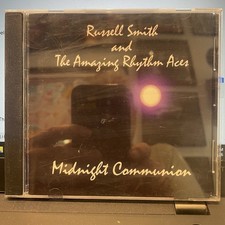 Russell Smith
and
The Amazing Rhythm Aces
Midnight Communion